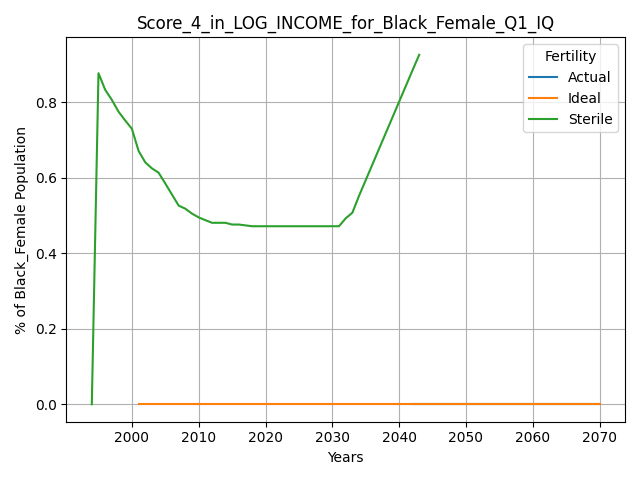 Score_4_in_LOG_INCOME_for_Black_Female_Q1_IQ
Fertility
Actual
Ideal
Sterile
% of Black_Female Population
0.8
0.6
0.4
0.2
0.0
2000 2010 2020 2030 2040 2050 2060 2070
Years